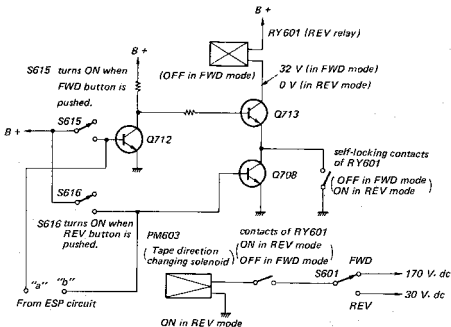 B +
RY601 (REV relay)
B +
S615 turns ON when
FWD button is
pushed.
(OFF in FWD mode)
32 V (in FWD mode)
0 V (in REV mode)
Q713
S615
B +
Q712
self-locking contacts
of RY601
(OFF in FWD mode)
ON in REV mode
Q708
S616
S616 turns ON when
REV button is
pushed.
PM603
(Tape direction
changing solenoid)
contacts of RY601
(ON in REV mode)
OFF in FWD mode
S601
FWD
170 V. dc
30 V. dc
REV
"a" "b"
From ESP circuit
ON in REV mode